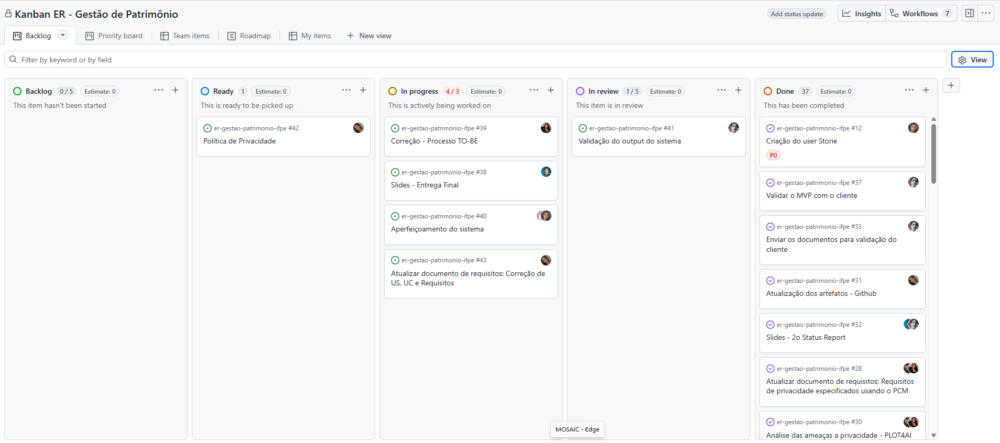 Kanban ER - Gestão de Patrimônio
Add status update
Insights
Workflows 7
Backlog
Priority board
Team items
Roadmap
My items
New view
Filter by keyword or by field
View
Backlog 0 / 5 Estimate: 0
This item hasn't been started
Ready 1 Estimate: 0
This is ready to be picked up
er-gestao-patrimonio-ifpe #42
Política de Privacidade
In progress 4 / 3 Estimate: 0
This is actively being worked on
er-gestao-patrimonio-ifpe #39
Correção - Processo TO-BE
er-gestao-patrimonio-ifpe #38
Slides - Entrega Final
er-gestao-patrimonio-ifpe #40
Aperfeiçoamento do sistema
er-gestao-patrimonio-ifpe #43
Atualizar documento de requisitos: Correção de
US, UC e Requisitos
In review 1 / 5 Estimate: 0
This item is in review
er-gestao-patrimonio-ifpe #41
Validação do output do sistema
Done 37 Estimate: 0
This has been completed
er-gestao-patrimonio-ifpe #12
Criação do user Storie
P0
er-gestao-patrimonio-ifpe #37
Validar o MVP com o cliente
er-gestao-patrimonio-ifpe #33
Enviar os documentos para validação do
cliente
er-gestao-patrimonio-ifpe #31
Atualização dos artefatos - Github
er-gestao-patrimonio-ifpe #32
Slides - 2o Status Report
er-gestao-patrimonio-ifpe #28
Atualizar documento de requisitos: Requisitos
de privacidade especificados usando o PCM
er-gestao-patrimonio-ifpe #30
Análise das ameaças a privacidade - PLOT4AI
MOSAIC - Edge